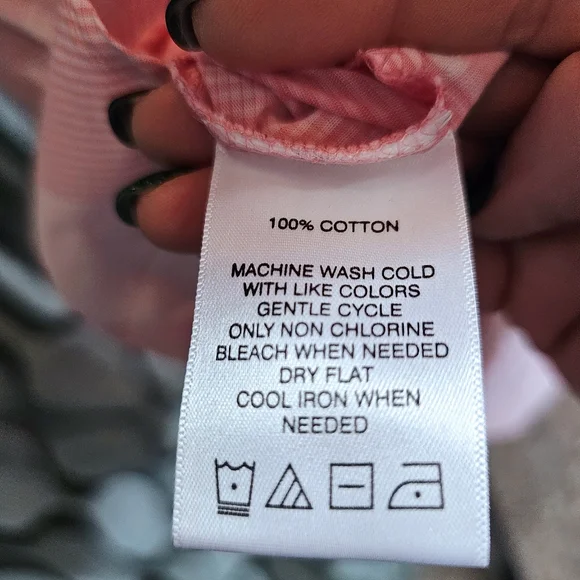 100% COTTON
MACHINE WASH COLD
WITH LIKE COLORS
GENTLE CYCLE
ONLY NON CHLORINE
BLEACH WHEN NEEDED
DRY FLAT
COOL IRON WHEN
NEEDED